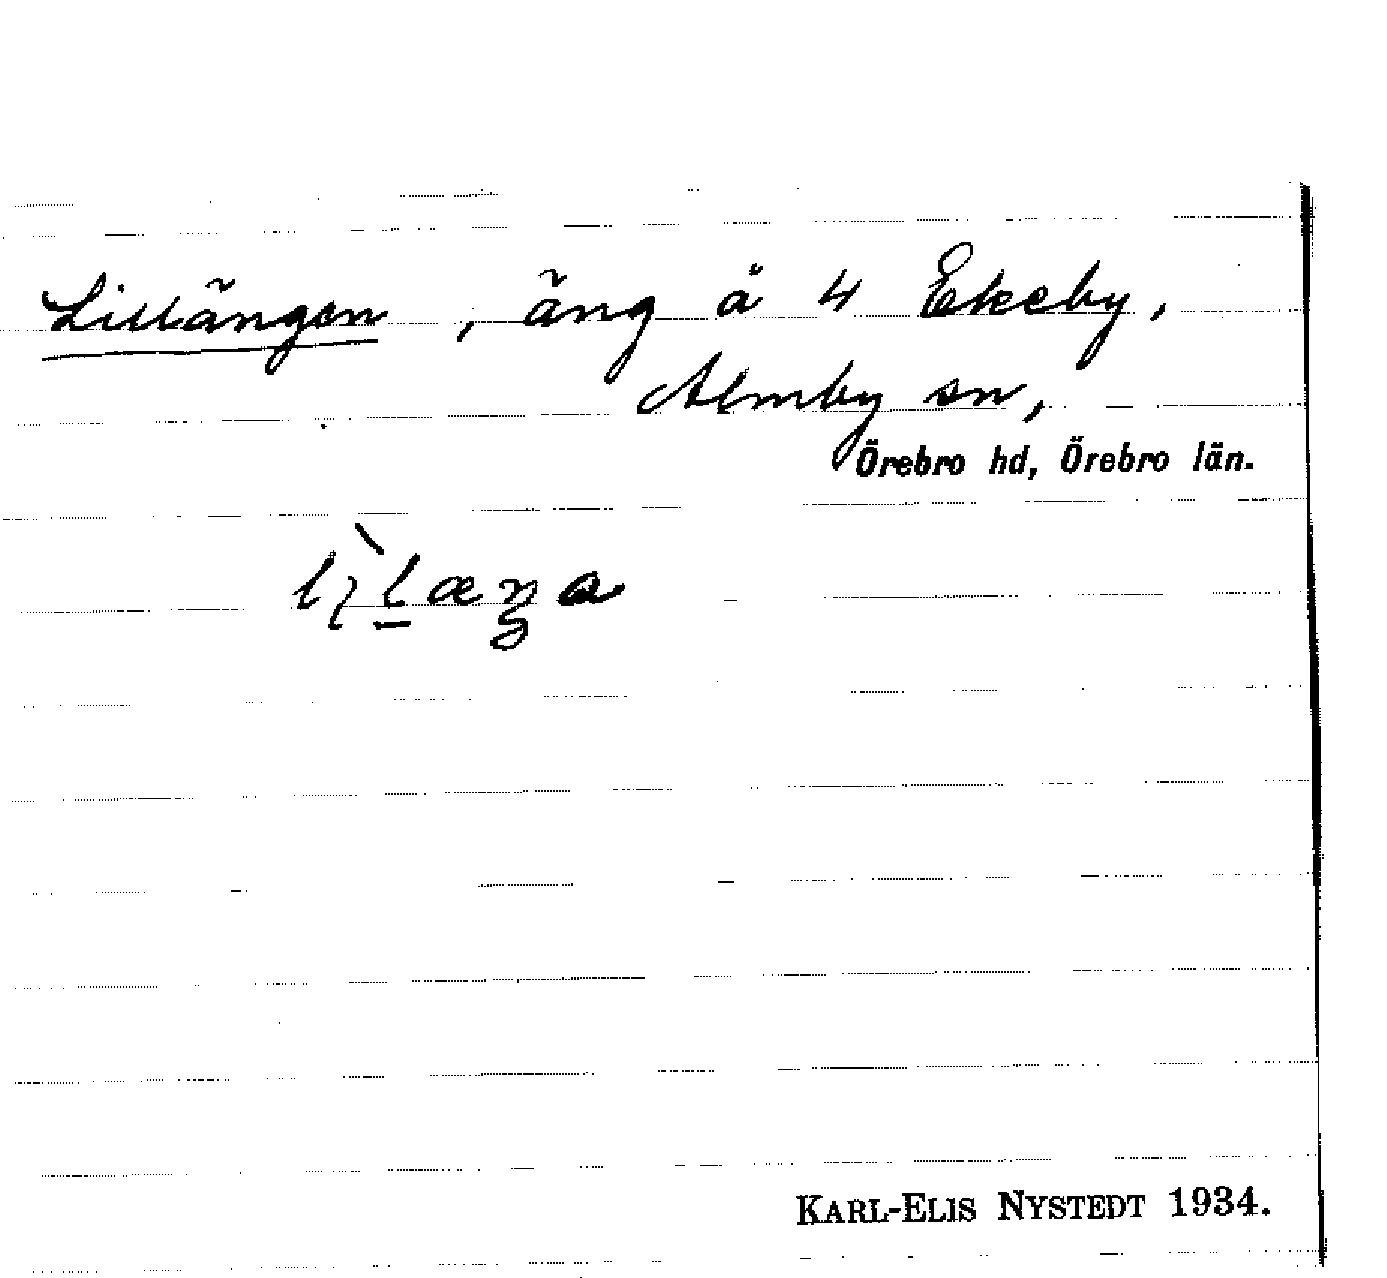 Lillängen, äng å 4 Ekeby,
Almby sn,
Örebro hd, Örebro län.
KARL-ELIS NYSTEDT 1934.